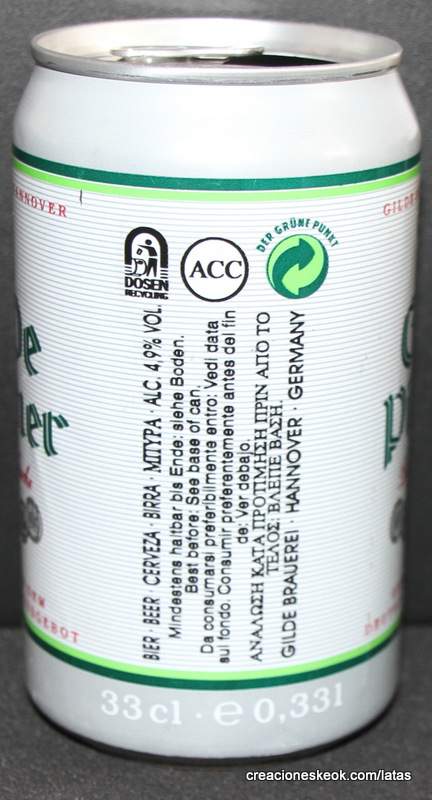 NNOVER
GILDE
DOSEN
RECYCLING
ACC
DER GRÜNE PUNKT
BIER · BEER · CERVEZA · BIRRA · ΜΠΥΡΑ · ALC. 4,9% VOL.
Mindestens haltbar bis Ende: siehe Boden.
Best before: See base of can.
Da consumarsi preferibilmente entro: Vedi data
sul fondo. Consumir preferentemente antes del fin
de: Ver debajo.
ΑΝΑΛΩΣΗ ΚΑΤΑ ΠΡΟΤΙΜΗΣΗ ΠΡΙΝ ΑΠΟ ΤΟ
ΤΕΛΟΣ; ΒΛΕΠΕ ΒΑΣΗ.
GILDE BRAUEREI · HANNOVER · GERMANY
33 cl · e 0,33 l
creacioneskeok.com/latas